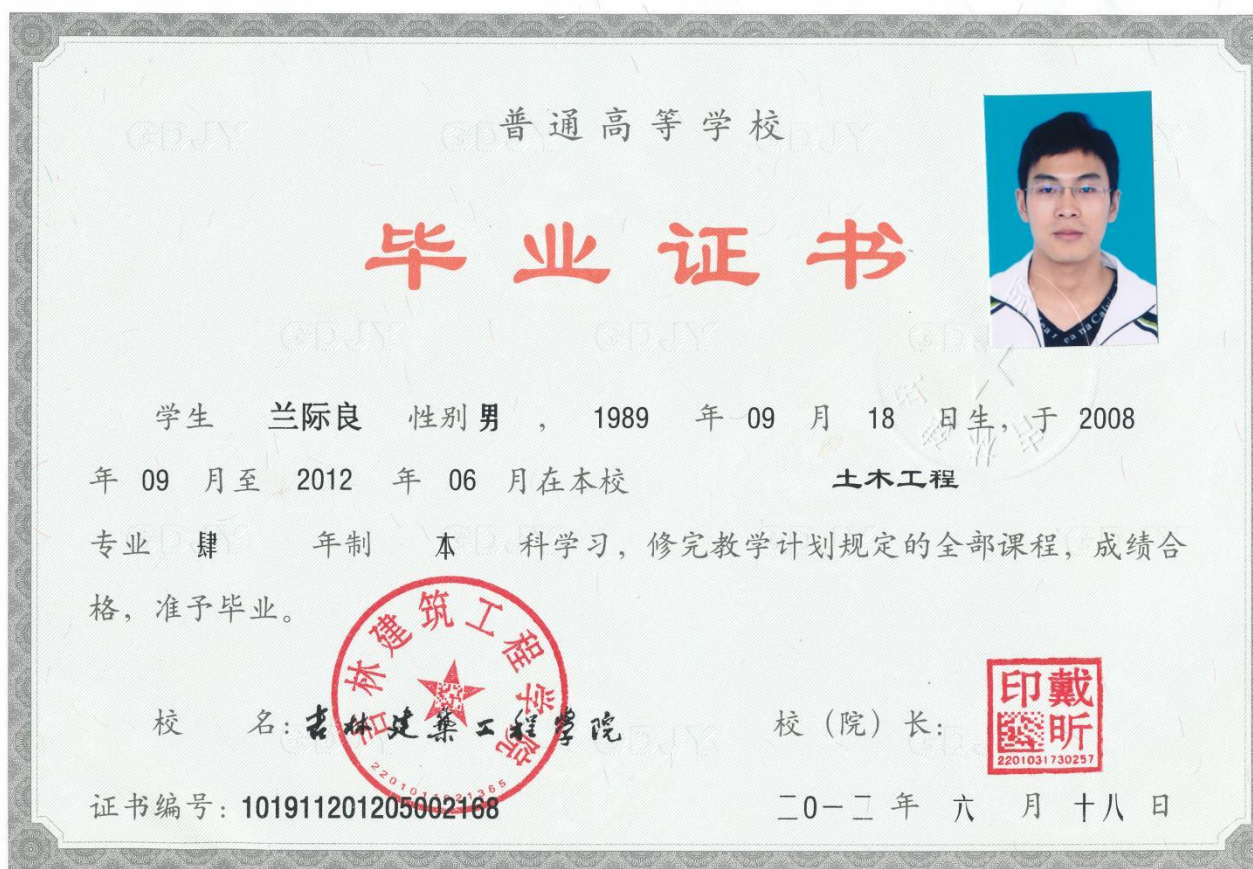 普通高等学校
毕业证书
学生 兰际良 性别 男 , 1989 年 09 月 18 日生, 于 2008
年 09 月至 2012 年 06 月在本校 土木工程
专业 肆 年制 本 科学习, 修完教学计划规定的全部课程, 成绩合
格, 准予毕业。
吉林建筑工程学院
校 名: 吉林建築工程學院
校 (院) 长:
戴昕印
2201031730257
证书编号: 101911201205002168
二0一二 年 六 月 十八 日